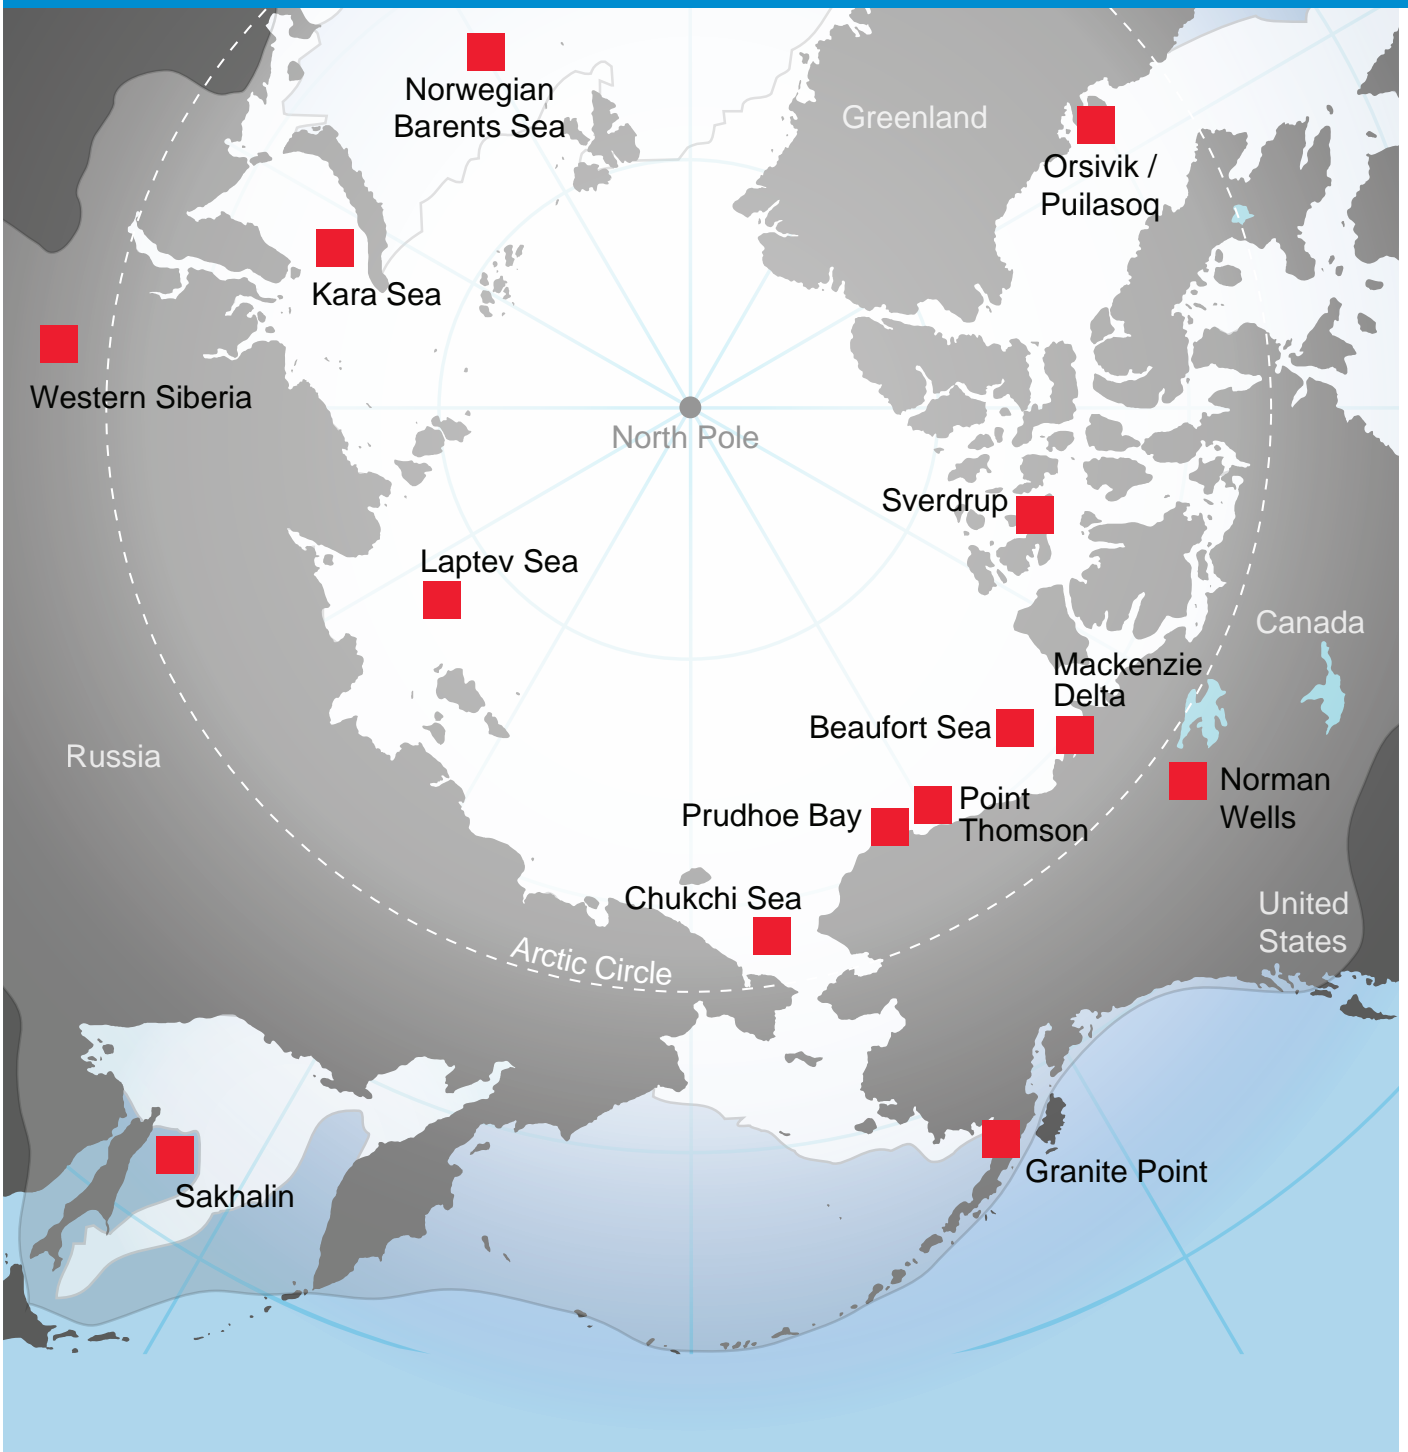 Norwegian
Barents Sea
Greenland
Orsivik /
Puilasoq
Kara Sea
Western Siberia
North Pole
Sverdrup
Laptev Sea
Canada
Mackenzie
Delta
Beaufort Sea
Russia
Norman
Wells
Point
Thomson
Prudhoe Bay
Chukchi Sea
United
States
Arctic Circle
Granite Point
Sakhalin